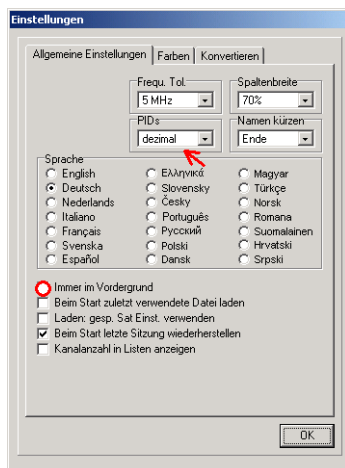 Einstellungen
Allgemeine Einstellungen Farben Konvertieren
Frequ. Tol. Spaltenbreite
5 MHz 70%
PIDs Namen kürzen
dezimal Ende
Sprache
English Ελληνικά Magyar
Deutsch Slovensky Türkçe
Nederlands Česky Norsk
Italiano Português Romana
Français Русский Suomalainen
Svenska Polski Hrvatski
Español Dansk Srpski
Immer im Vordergrund
Beim Start zuletzt verwendete Datei laden
Laden: gesp. Sat Einst. verwenden
Beim Start letzte Sitzung wiederherstellen
Kanalanzahl in Listen anzeigen
OK